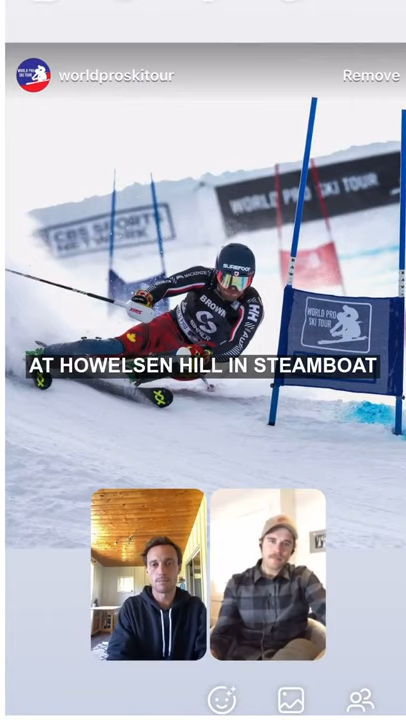 worldproskitour
Remove
WORLD PRO SKI TOUR
CBS SPORTS
NETWORK
SUREFOOT
BROWN
HH
WORLD PRO
SKI TOUR
AT HOWELSEN HILL IN STEAMBOAT